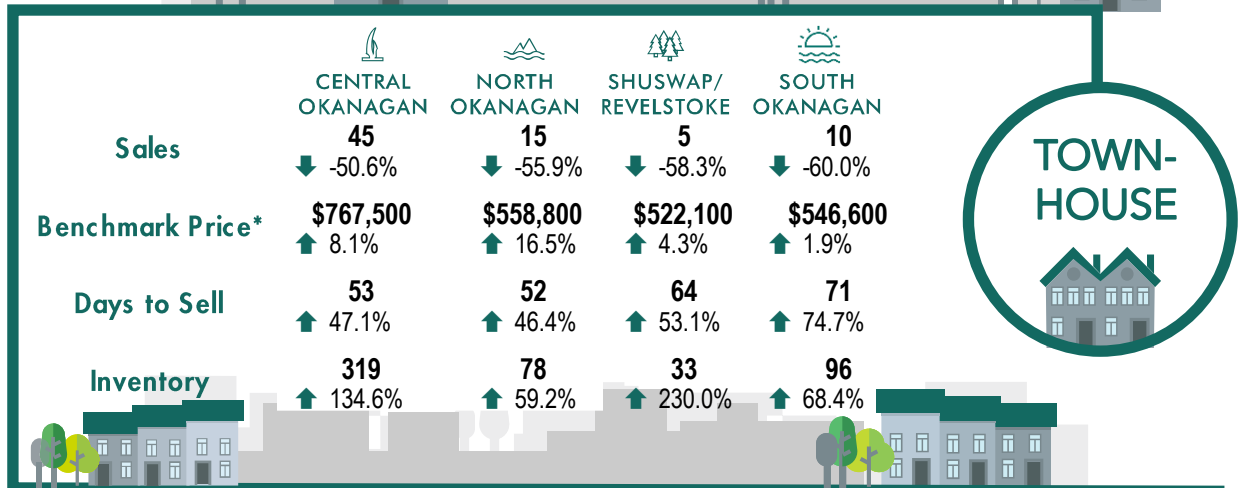 CENTRAL OKANAGAN
NORTH OKANAGAN
SHUSWAP/ REVELSTOKE
SOUTH OKANAGAN
Sales
45 15 5 10
-50.6% -55.9% -58.3% -60.0%
Benchmark Price*
$767,500 $558,800 $522,100 $546,600
8.1% 16.5% 4.3% 1.9%
Days to Sell
53 52 64 71
47.1% 46.4% 53.1% 74.7%
Inventory
319 78 33 96
134.6% 59.2% 230.0% 68.4%
TOWN-
HOUSE